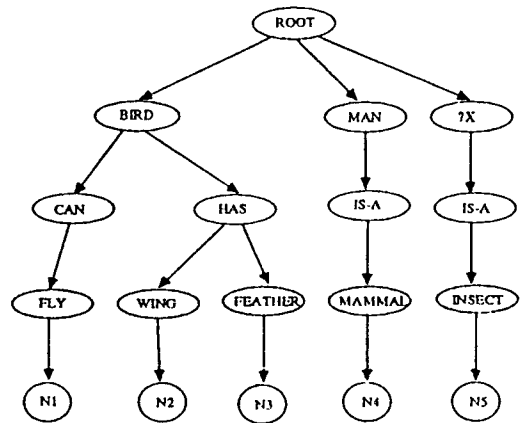 ROOT
BIRD MAN ?X
CAN HAS IS-A IS-A
FLY WING FEATHER MAMMAL INSECT
N1 N2 N3 N4 N5